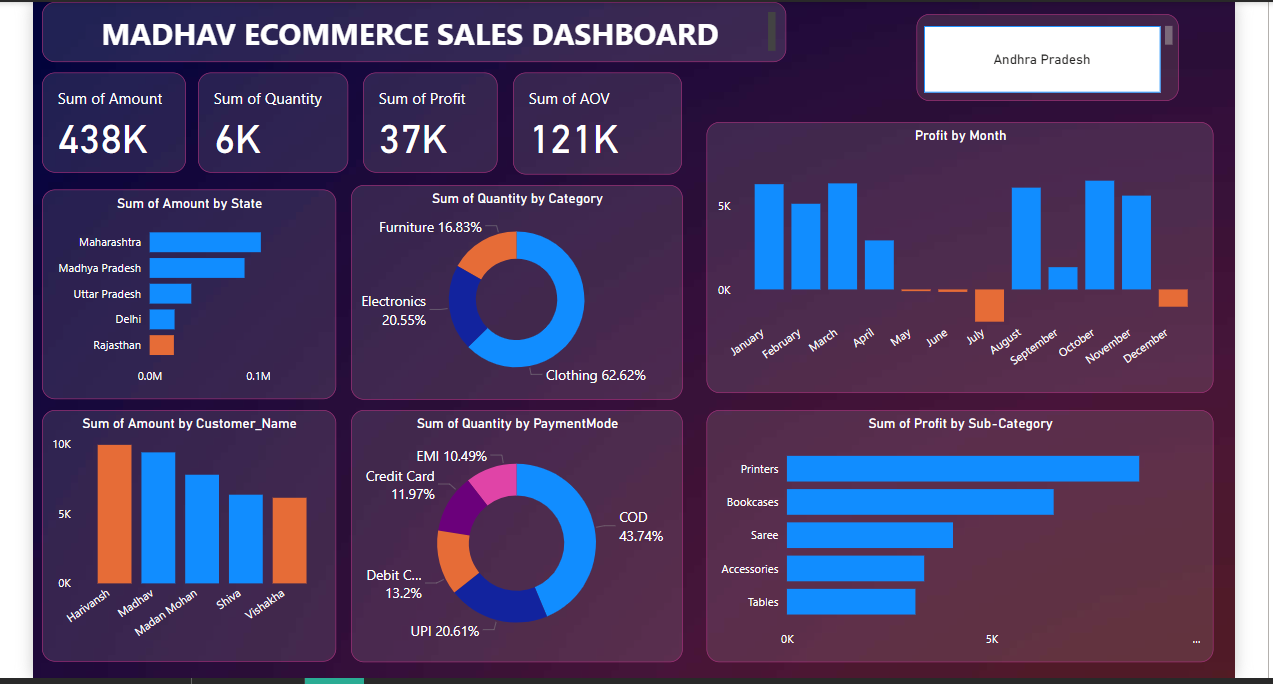 MADHAV ECOMMERCE SALES DASHBOARD
Andhra Pradesh
Sum of Amount
438K
Sum of Quantity
6K
Sum of Profit
37K
Sum of AOV
121K
Profit by Month
5K
0K
January
February
March
April
May
June
July
August
September
October
November
December
Sum of Amount by State
Maharashtra
Madhya Pradesh
Uttar Pradesh
Delhi
Rajasthan
0.0M
0.1M
Sum of Quantity by Category
Furniture 16.83%
Electronics
20.55%
Clothing 62.62%
Sum of Amount by Customer_Name
10K
5K
0K
Harivansh
Madhav
Madan Mohan
Shiva
Vishakha
Sum of Quantity by PaymentMode
EMI 10.49%
Credit Card
11.97%
COD
43.74%
Debit C...
13.2%
UPI 20.61%
Sum of Profit by Sub-Category
Printers
Bookcases
Saree
Accessories
Tables
0K
5K
...